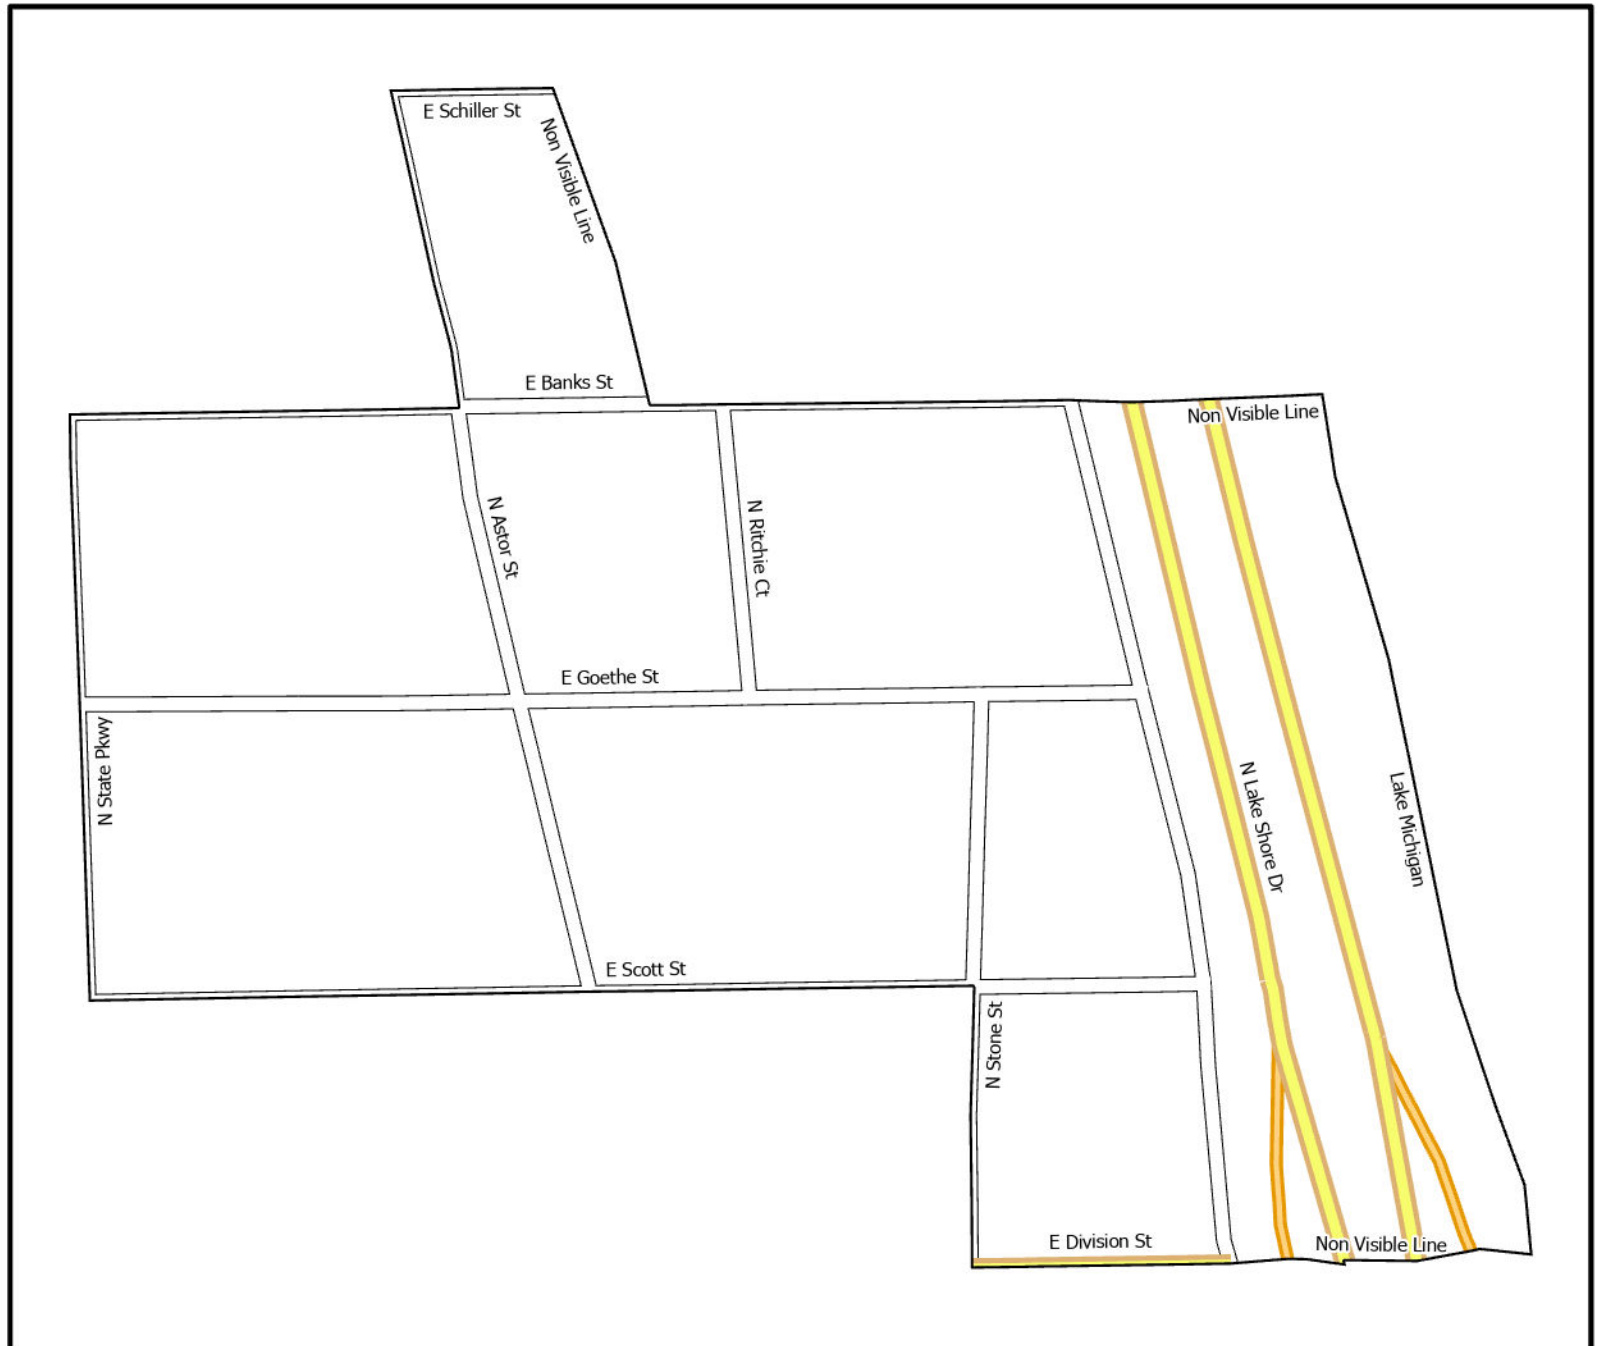 E Schiller St
Non Visible Line
E Banks St
Non Visible Line
N Astor St
N Ritchie Ct
E Goethe St
N State Pkwy
N Lake Shore Dr
Lake Michigan
E Scott St
N Stone St
E Division St
Non Visible Line